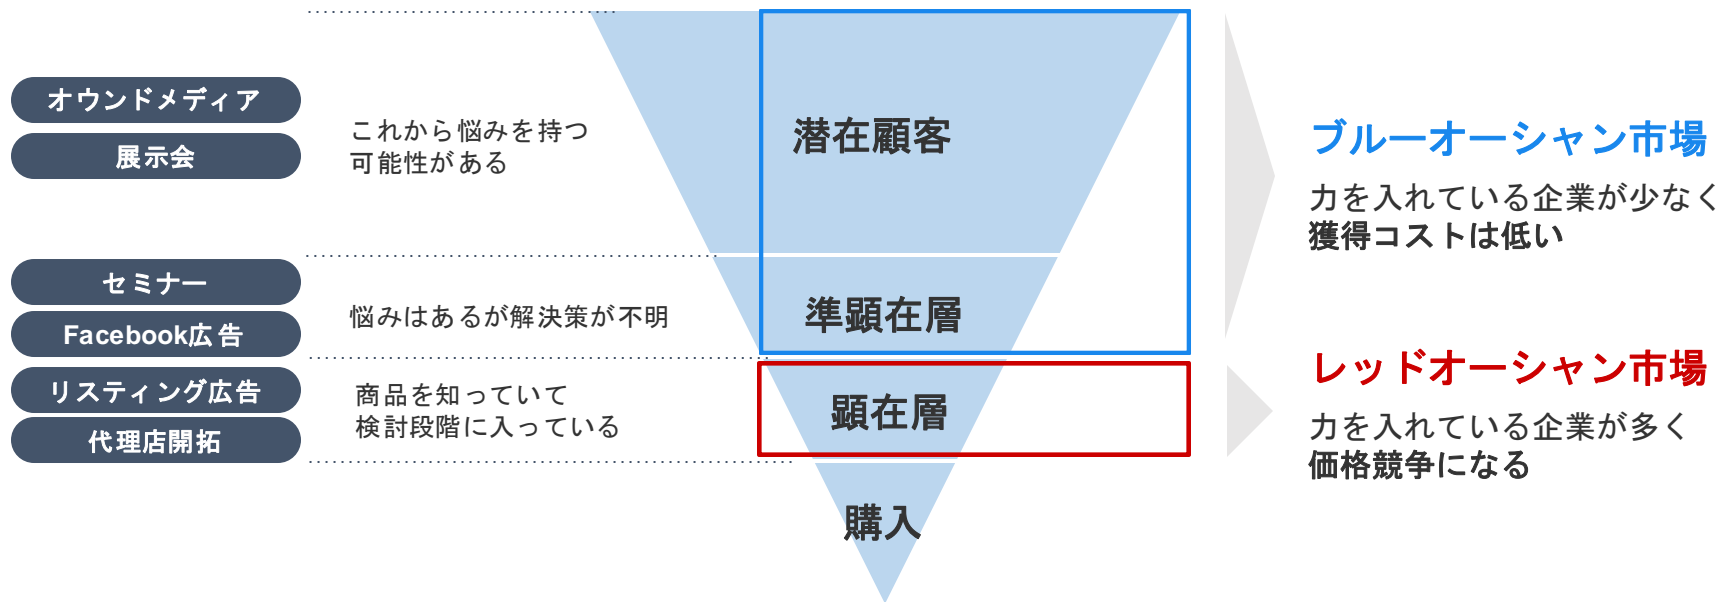 オウンドメディア
展示会
これから悩みを持つ
可能性がある
潜在顧客
ブルーオーシャン市場
力を入れている企業が少なく
獲得コストは低い
セミナー
Facebook広告
悩みはあるが解決策が不明
準顕在層
リスティング広告
代理店開拓
商品を知っていて
検討段階に入っている
顕在層
レッドオーシャン市場
力を入れている企業が多く
価格競争になる
購入